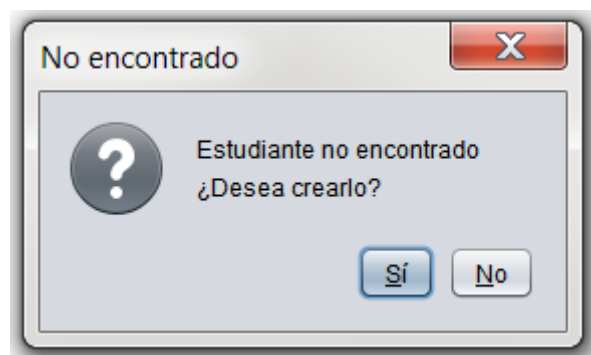 No encontrado
Estudiante no encontrado
¿Desea crearlo?
Sí
No